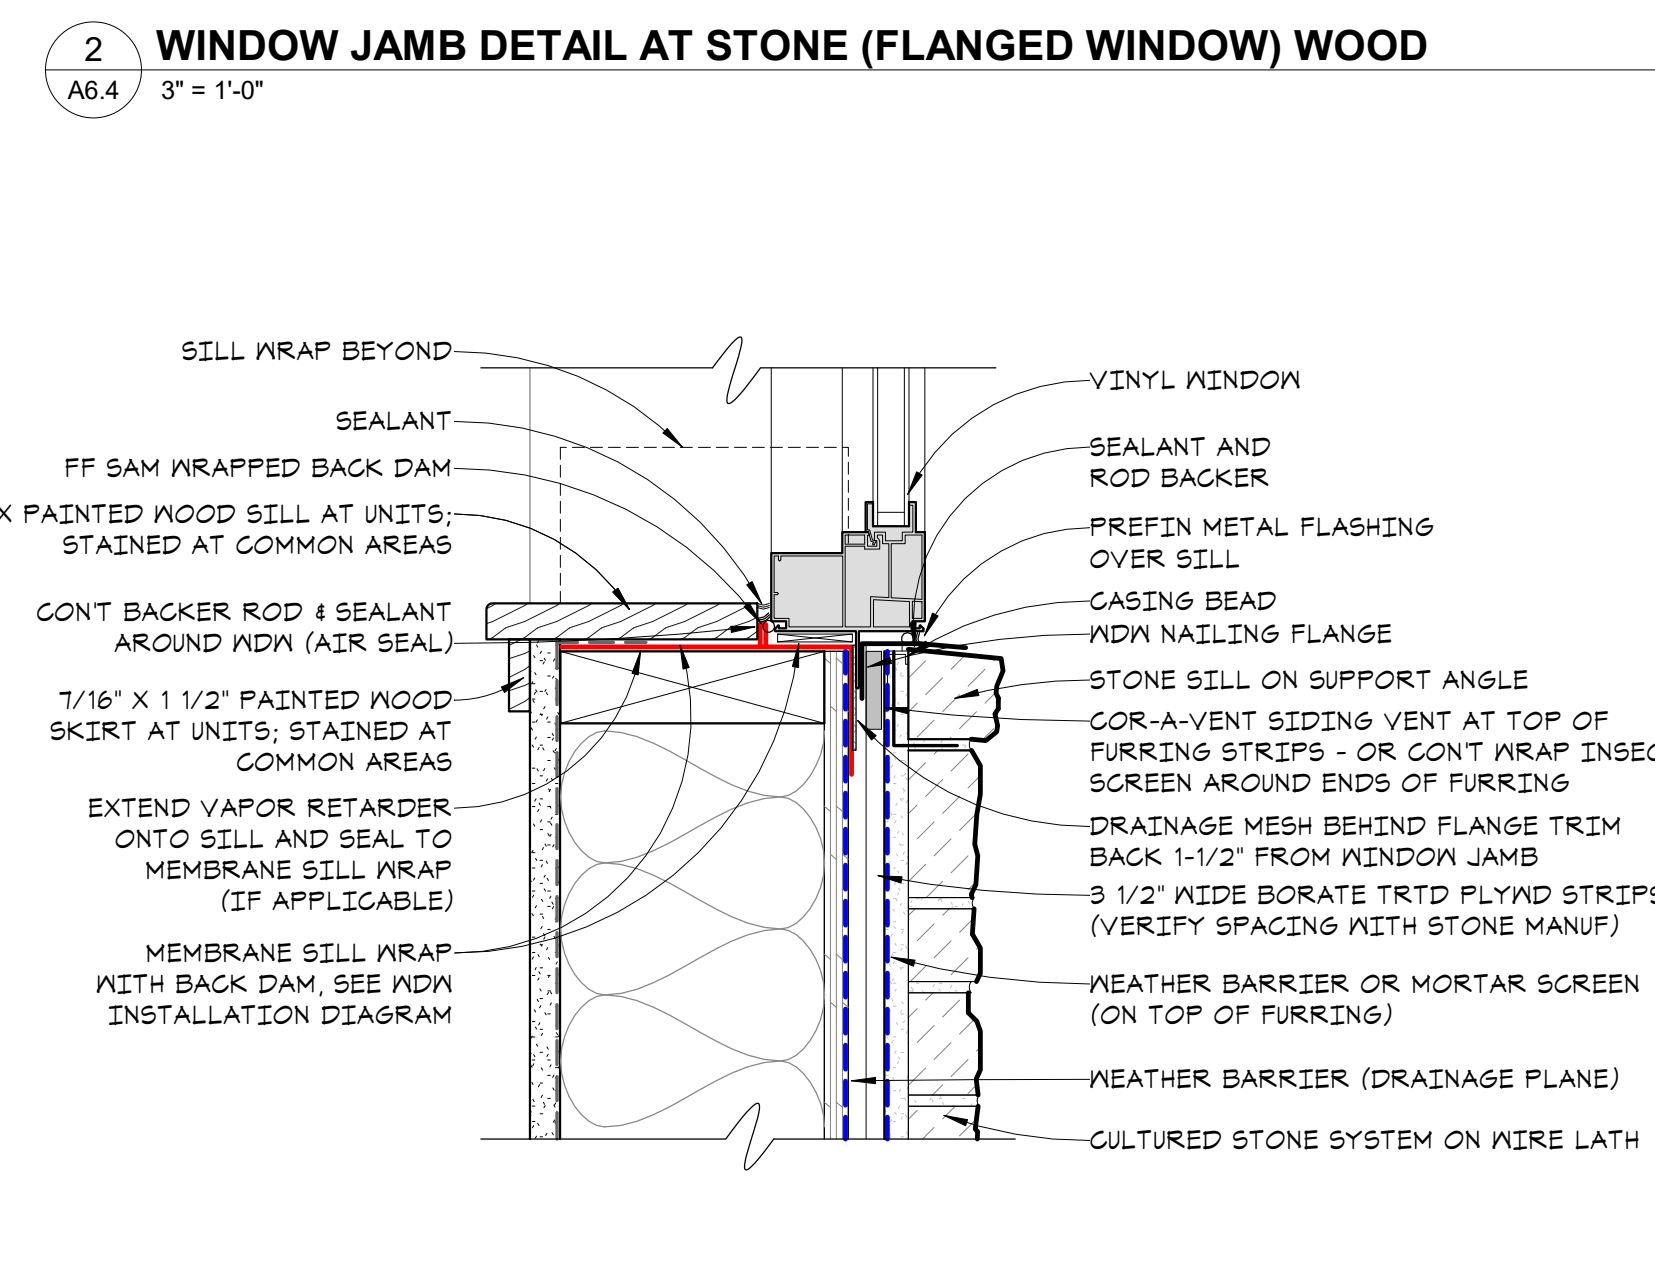 2
WINDOW JAMB DETAIL AT STONE (FLANGED WINDOW) WOOD
A6.4
3" = 1'-0"
SILL WRAP BEYOND
SEALANT
FF SAM WRAPPED BACK DAM
X PAINTED WOOD SILL AT UNITS;
STAINED AT COMMON AREAS
CON'T BACKER ROD & SEALANT
AROUND WDW (AIR SEAL)
7/16" X 1 1/2" PAINTED WOOD
SKIRT AT UNITS; STAINED AT
COMMON AREAS
EXTEND VAPOR RETARDER
ONTO SILL AND SEAL TO
MEMBRANE SILL WRAP
(IF APPLICABLE)
MEMBRANE SILL WRAP
WITH BACK DAM, SEE WDW
INSTALLATION DIAGRAM
VINYL WINDOW
SEALANT AND
ROD BACKER
PREFIN METAL FLASHING
OVER SILL
CASING BEAD
WDW NAILING FLANGE
STONE SILL ON SUPPORT ANGLE
COR-A-VENT SIDING VENT AT TOP OF
FURRING STRIPS - OR CON'T WRAP INSEC
SCREEN AROUND ENDS OF FURRING
DRAINAGE MESH BEHIND FLANGE TRIM
BACK 1-1/2" FROM WINDOW JAMB
3 1/2" WIDE BORATE TRTD PLYWD STRIPS
(VERIFY SPACING WITH STONE MANUF)
WEATHER BARRIER OR MORTAR SCREEN
(ON TOP OF FURRING)
WEATHER BARRIER (DRAINAGE PLANE)
CULTURED STONE SYSTEM ON WIRE LATH